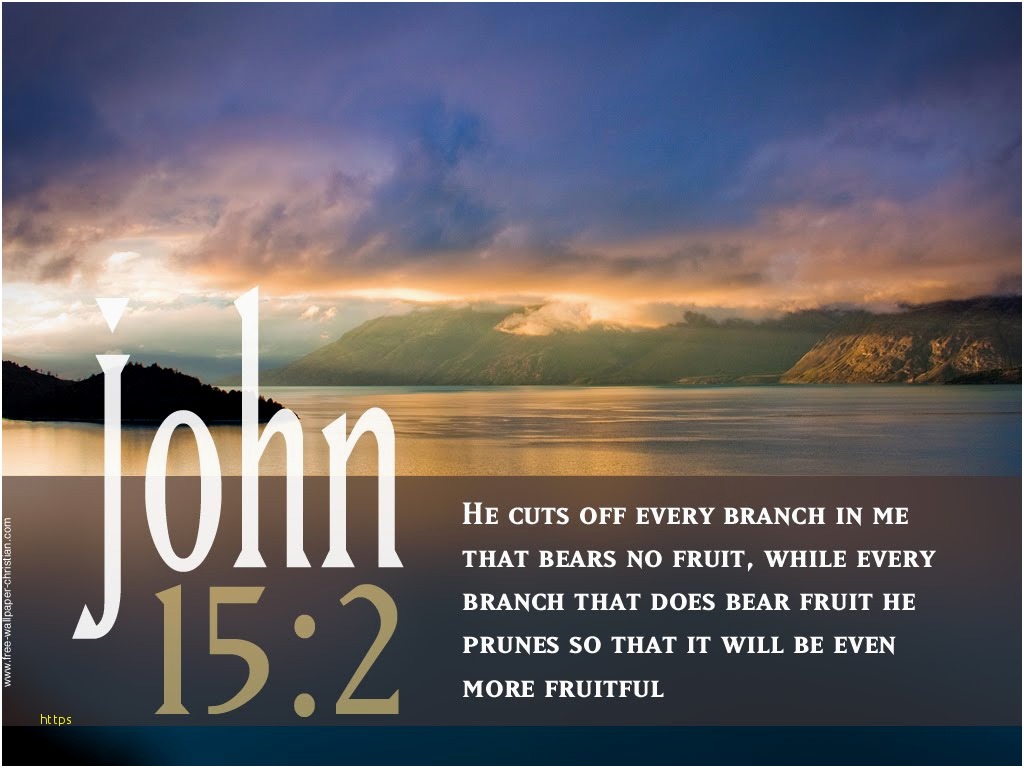 john
15:2
He cuts off every branch in me
that bears no fruit, while every
branch that does bear fruit he
prunes so that it will be even
more fruitful
www.free-wallpaper-christian.com
https